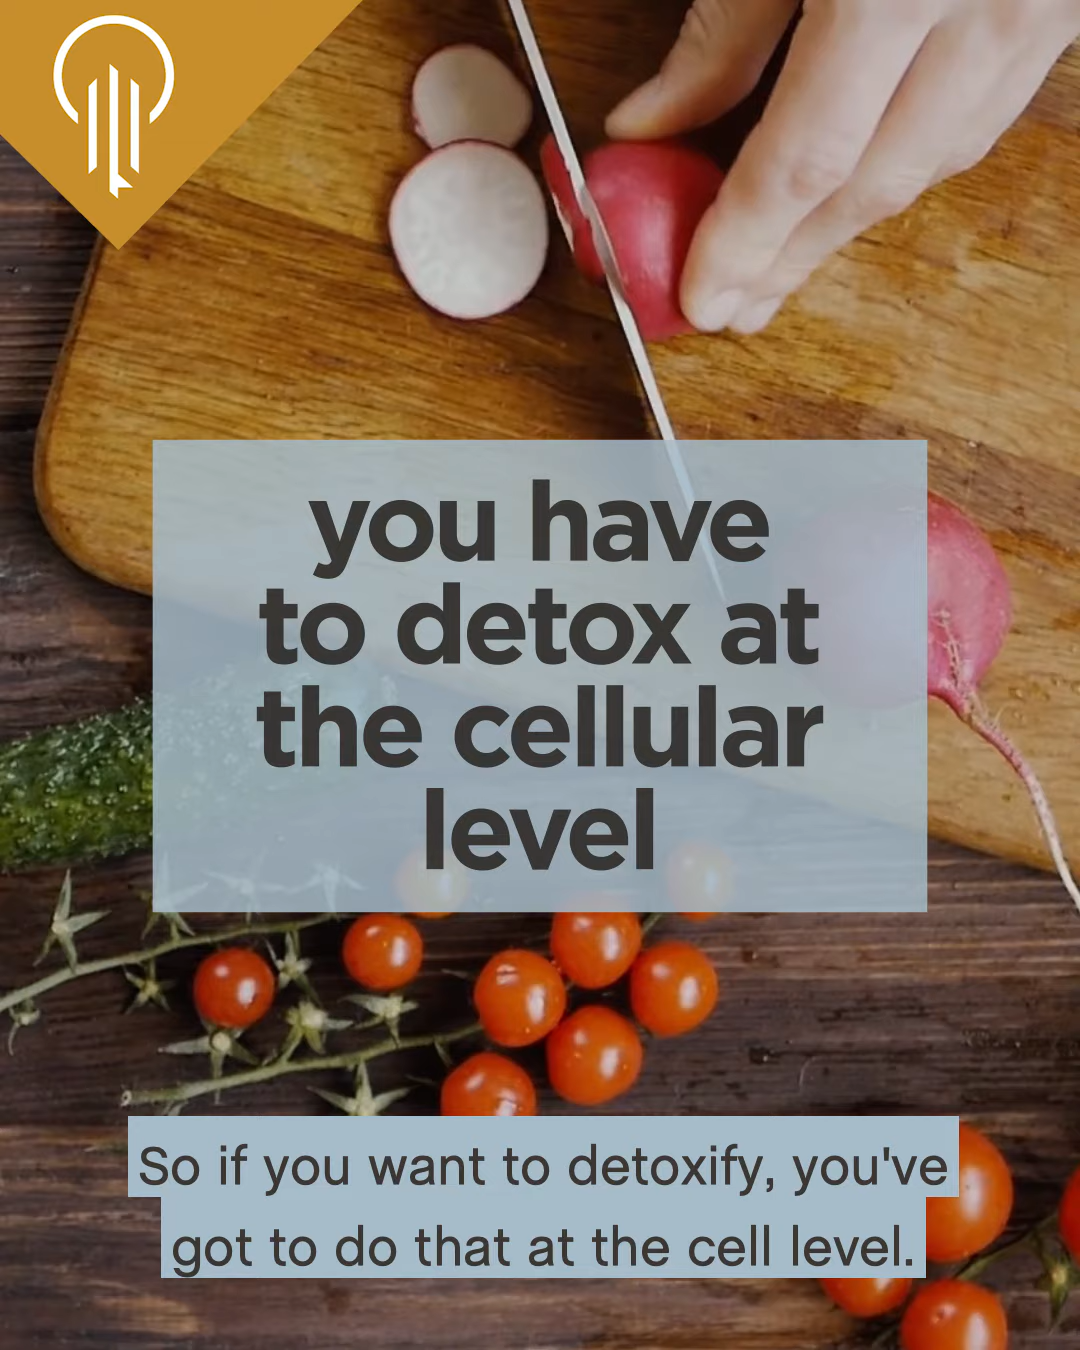 you have
to detox at
the cellular
level
So if you want to detoxify, you've
got to do that at the cell level.